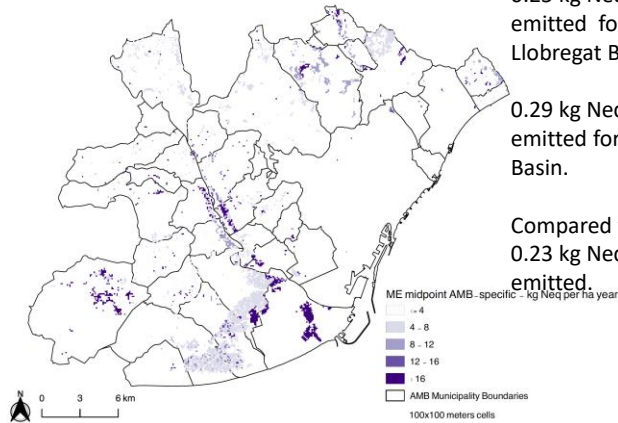 emitted fo
Llobregat B
0.29 kg Neq
emitted for
Basin.
Compared
0.23 kg Neq
emitted.
ME midpoint AMB-specific - kg Neq per ha year
<= 4
4 - 8
8 - 12
12 - 16
16
AMB Municipality Boundaries
100x100 meters cells
N
0 3 6 km